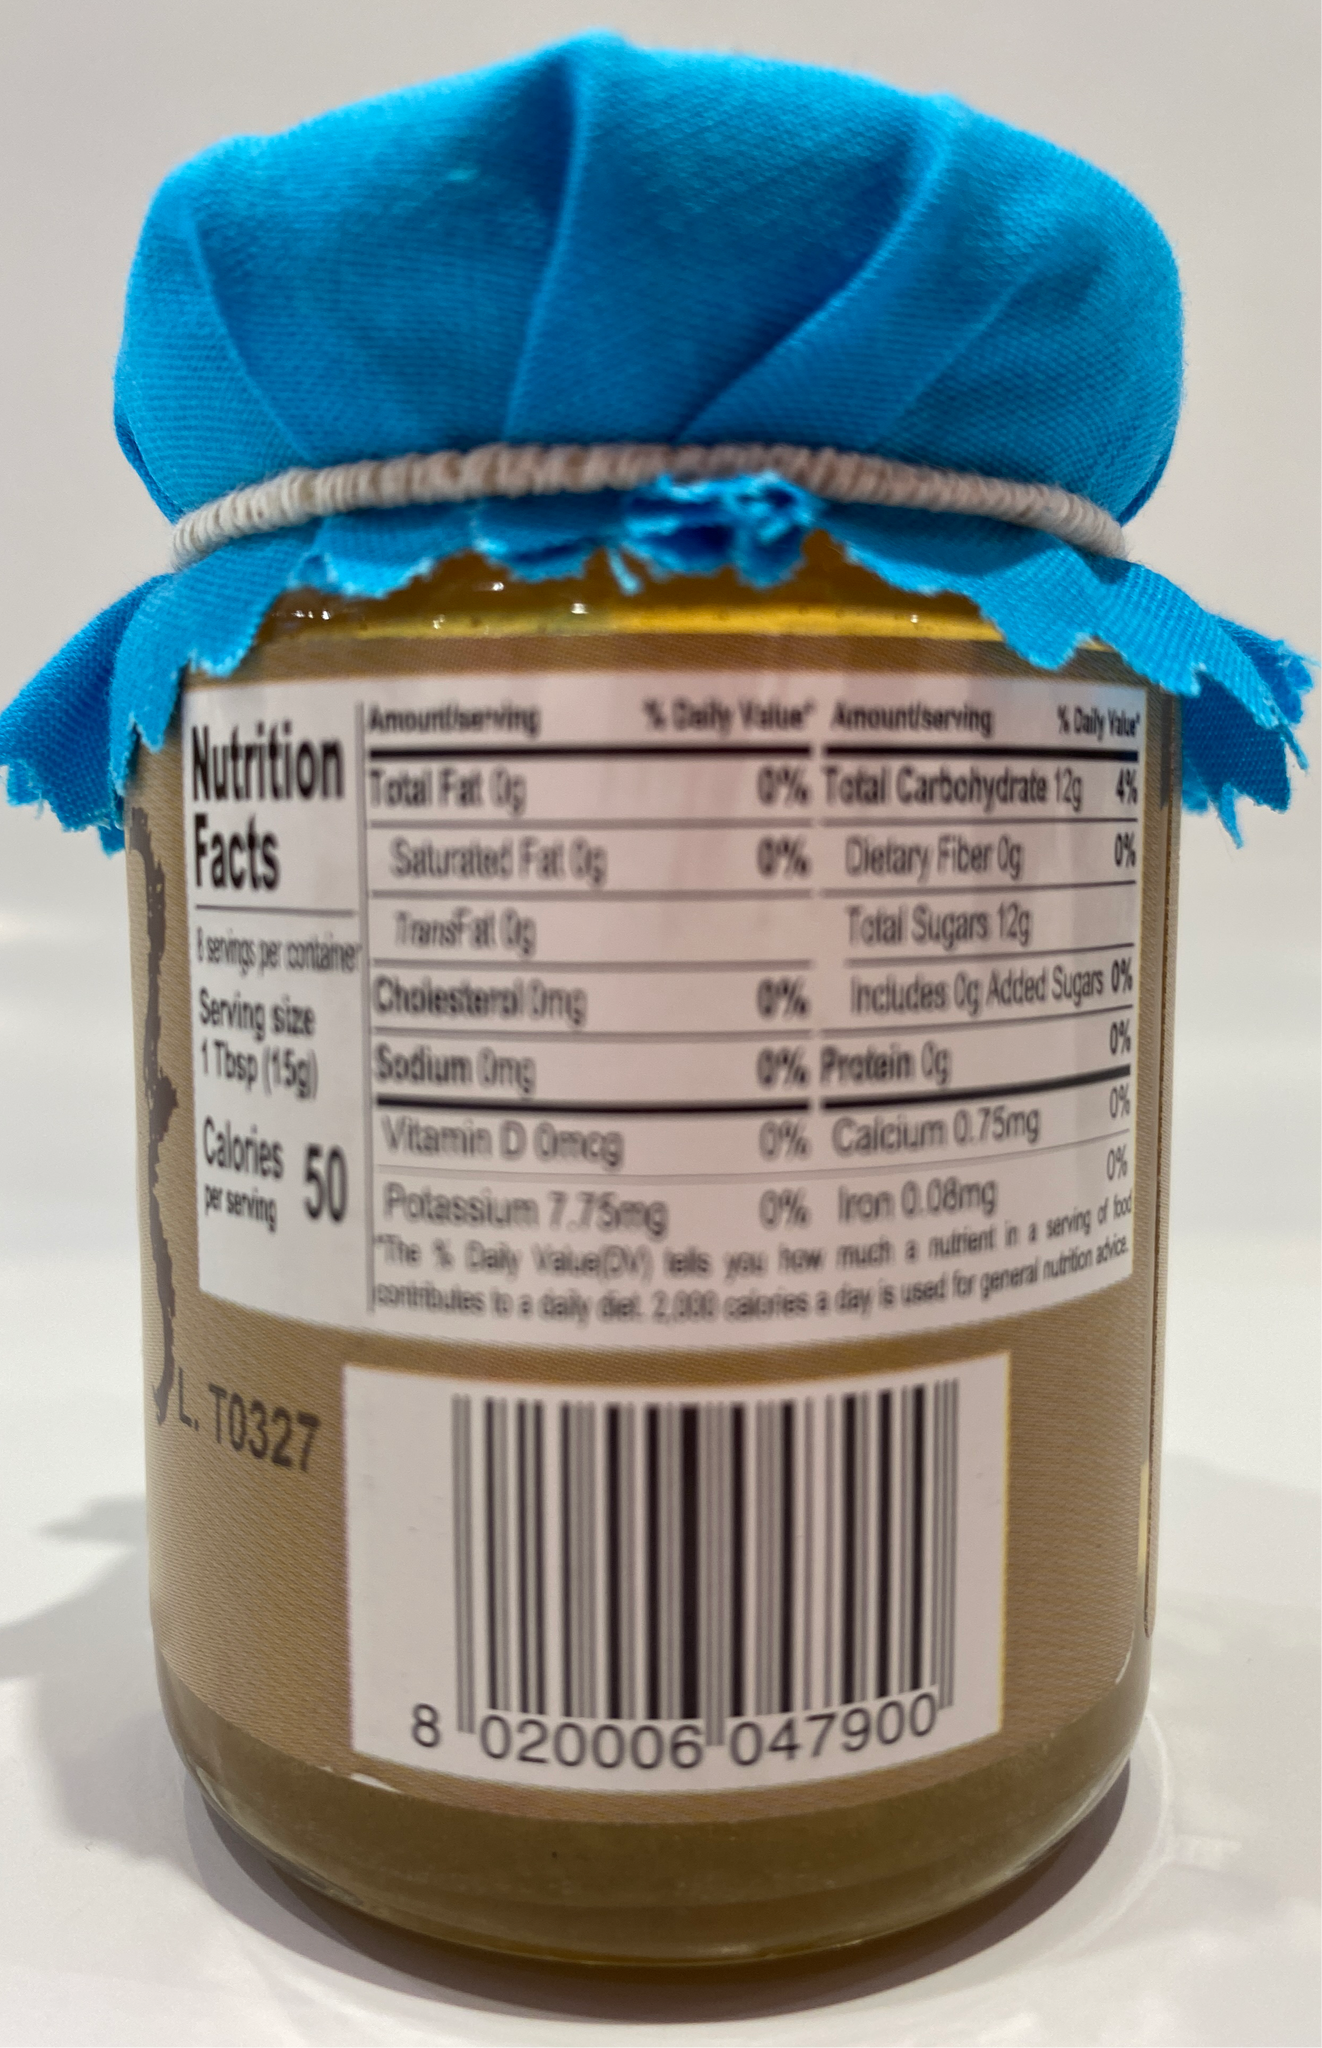 Nutrition
Facts
8 servings per container
Serving size
1 Tbsp (15g)
Calories
per serving
50
Amount/serving % Daily Value*
Total Fat 0g 0%
Saturated Fat 0g 0%
TransFat 0g
Cholesterol 0mg 0%
Sodium 0mg 0%
Vitamin D 0mcg 0%
Potassium 7.75mg 0%
Amount/serving % Daily Value*
Total Carbohydrate 12g 4%
Dietary Fiber 0g 0%
Total Sugars 12g
Includes 0g Added Sugars 0%
Protein 0g 0%
Calcium 0.75mg 0%
Iron 0.08mg 0%
*The % Daily Value(DV) tells you how much a nutrient in a serving of food
contributes to a daily diet. 2,000 calories a day is used for general nutrition advice.
L. T0327
8 020006 047900